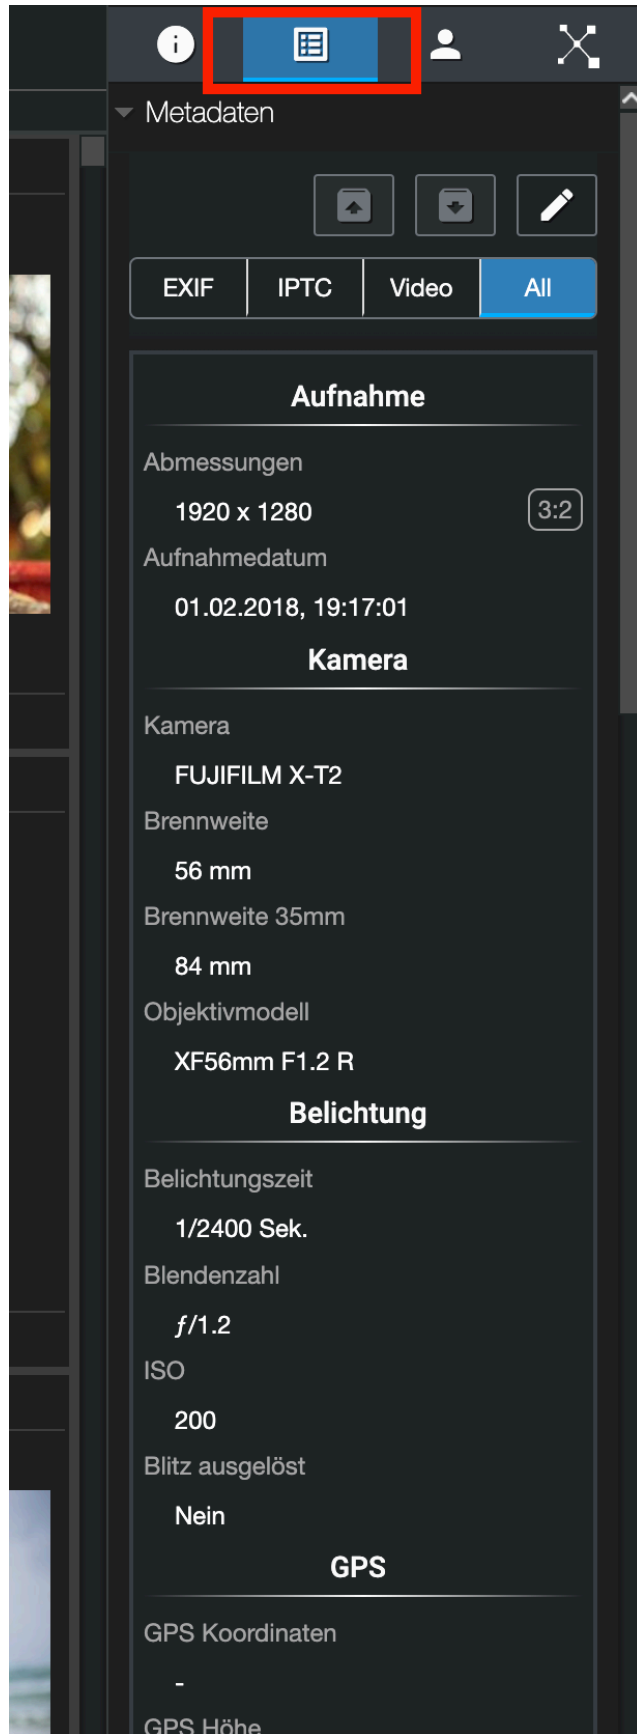 Metadaten
EXIF IPTC Video All
Aufnahme
Abmessungen
1920 x 1280 3:2
Aufnahmedatum
01.02.2018, 19:17:01
Kamera
Kamera
FUJIFILM X-T2
Brennweite
56 mm
Brennweite 35mm
84 mm
Objektivmodell
XF56mm F1.2 R
Belichtung
Belichtungszeit
1/2400 Sek.
Blendenzahl
ƒ/1.2
ISO
200
Blitz ausgelöst
Nein
GPS
GPS Koordinaten
-
GPS Höhe